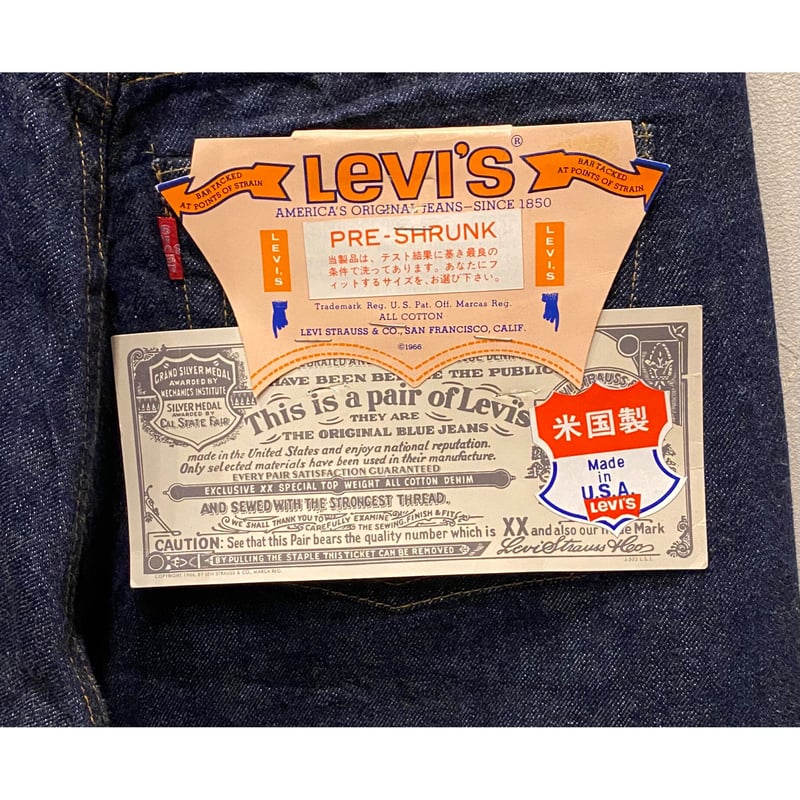 BARTACKED
AT POINTS OF STRAIN
LEVI'S®
BARTACKED
AT POINTS OF STRAIN
AMERICA'S ORIGINAL JEANS-SINCE 1850
LEVI'S
PRE-SHRUNK
当製品は、テスト結果に基き最良の
条件で洗ってあります。あなたにフ
ィットするサイズを、お選び下さい。
LEVI'S
Trademark Reg. U.S. Pat. Off. Marcas Reg.
ALL COTTON
LEVI STRAUSS & CO., SAN FRANCISCO, CALIF.
©1966
GRAND SILVER MEDAL
AWARDED BY
MECHANICS INSTITUTE
SILVER MEDAL
AWARDED BY
CAL. STATE FAIR
HAVE BEEN BEFORE THE PUBLIC
This is a pair of Levi's
THEY ARE
THE ORIGINAL BLUE JEANS
made in the United States and enjoy a national reputation.
Only selected materials have been used in their manufacture.
EVERY PAIR SATISFACTION GUARANTEED
EXCLUSIVE XX SPECIAL TOP WEIGHT ALL COTTON DENIM
AND SEWED WITH THE STRONGEST THREAD.
WE SHALL THANK YOU TO CAREFULLY EXAMINE THE SEWING, FINISH & FIT
CAUTION: See that this Pair bears the quality number which is XX and also our Trade Mark
BY PULLING THE STAPLE THIS TICKET CAN BE REMOVED
Levi Strauss & Co
COPYRIGHT 1966, BY LEVI STRAUSS & CO., MARCA REG.
米国製
Made
in
U.S.A.
LEVI'S